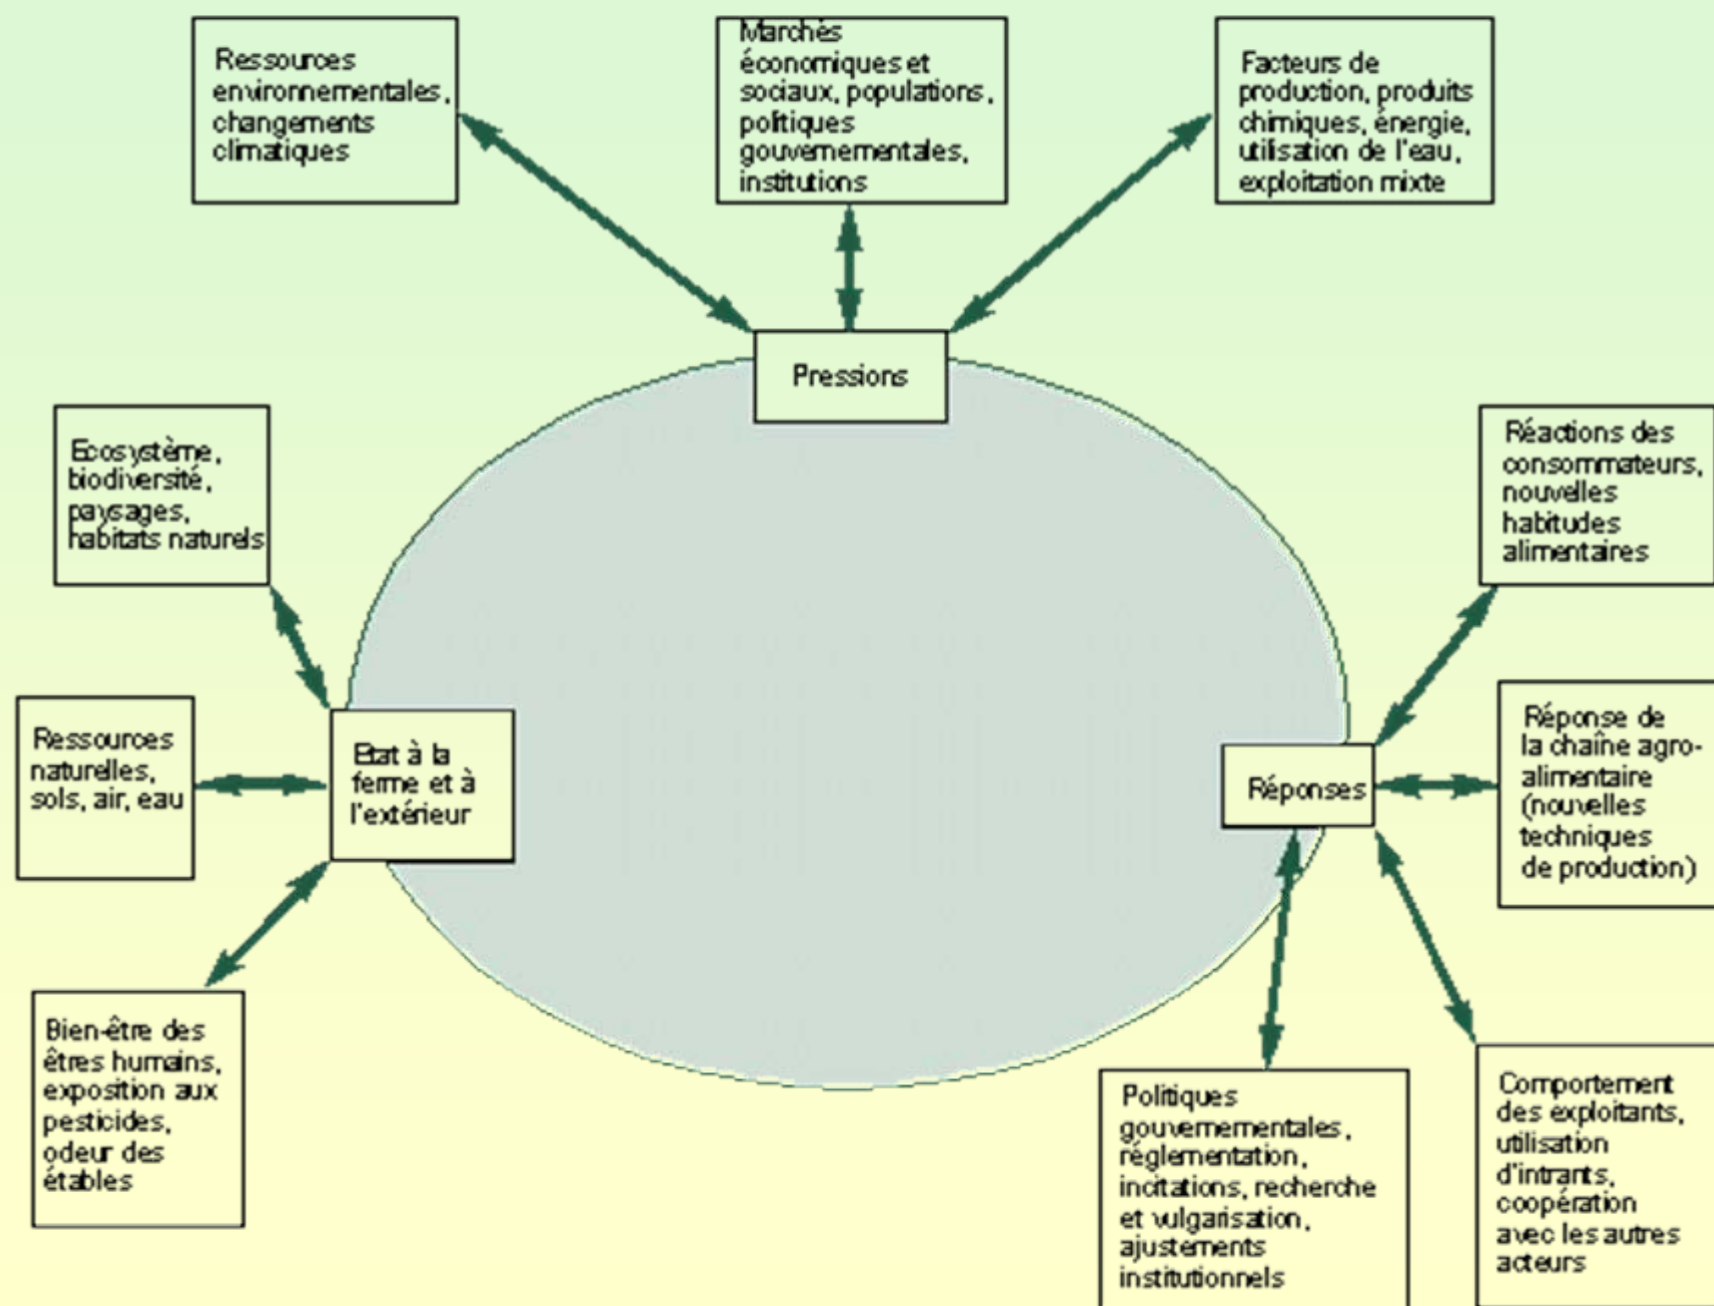 Ressources
environnementales,
changements
climatiques
Marchés
économiques et
sociaux, populations,
politiques
gouvernementales,
institutions
Facteurs de
production, produits
chimiques, énergie,
utilisation de l'eau,
exploitation mixte
Pressions
Ecosystème,
biodiversité,
paysages,
habitats naturels
Réactions des
consommateurs,
nouvelles
habitudes
alimentaires
Ressources
naturelles,
sols, air, eau
Etat à la
ferme et à
l'extérieur
Réponses
Réponse de
la chaîne agro-
alimentaire
(nouvelles
techniques
de production)
Bien-être des
êtres humains,
exposition aux
pesticides,
odeur des
étables
Politiques
gouvernementales,
réglementation,
incitations, recherche
et vulgarisation,
ajustements
institutionnels
Comportement
des exploitants,
utilisation
d'intrants,
coopération
avec les autres
acteurs